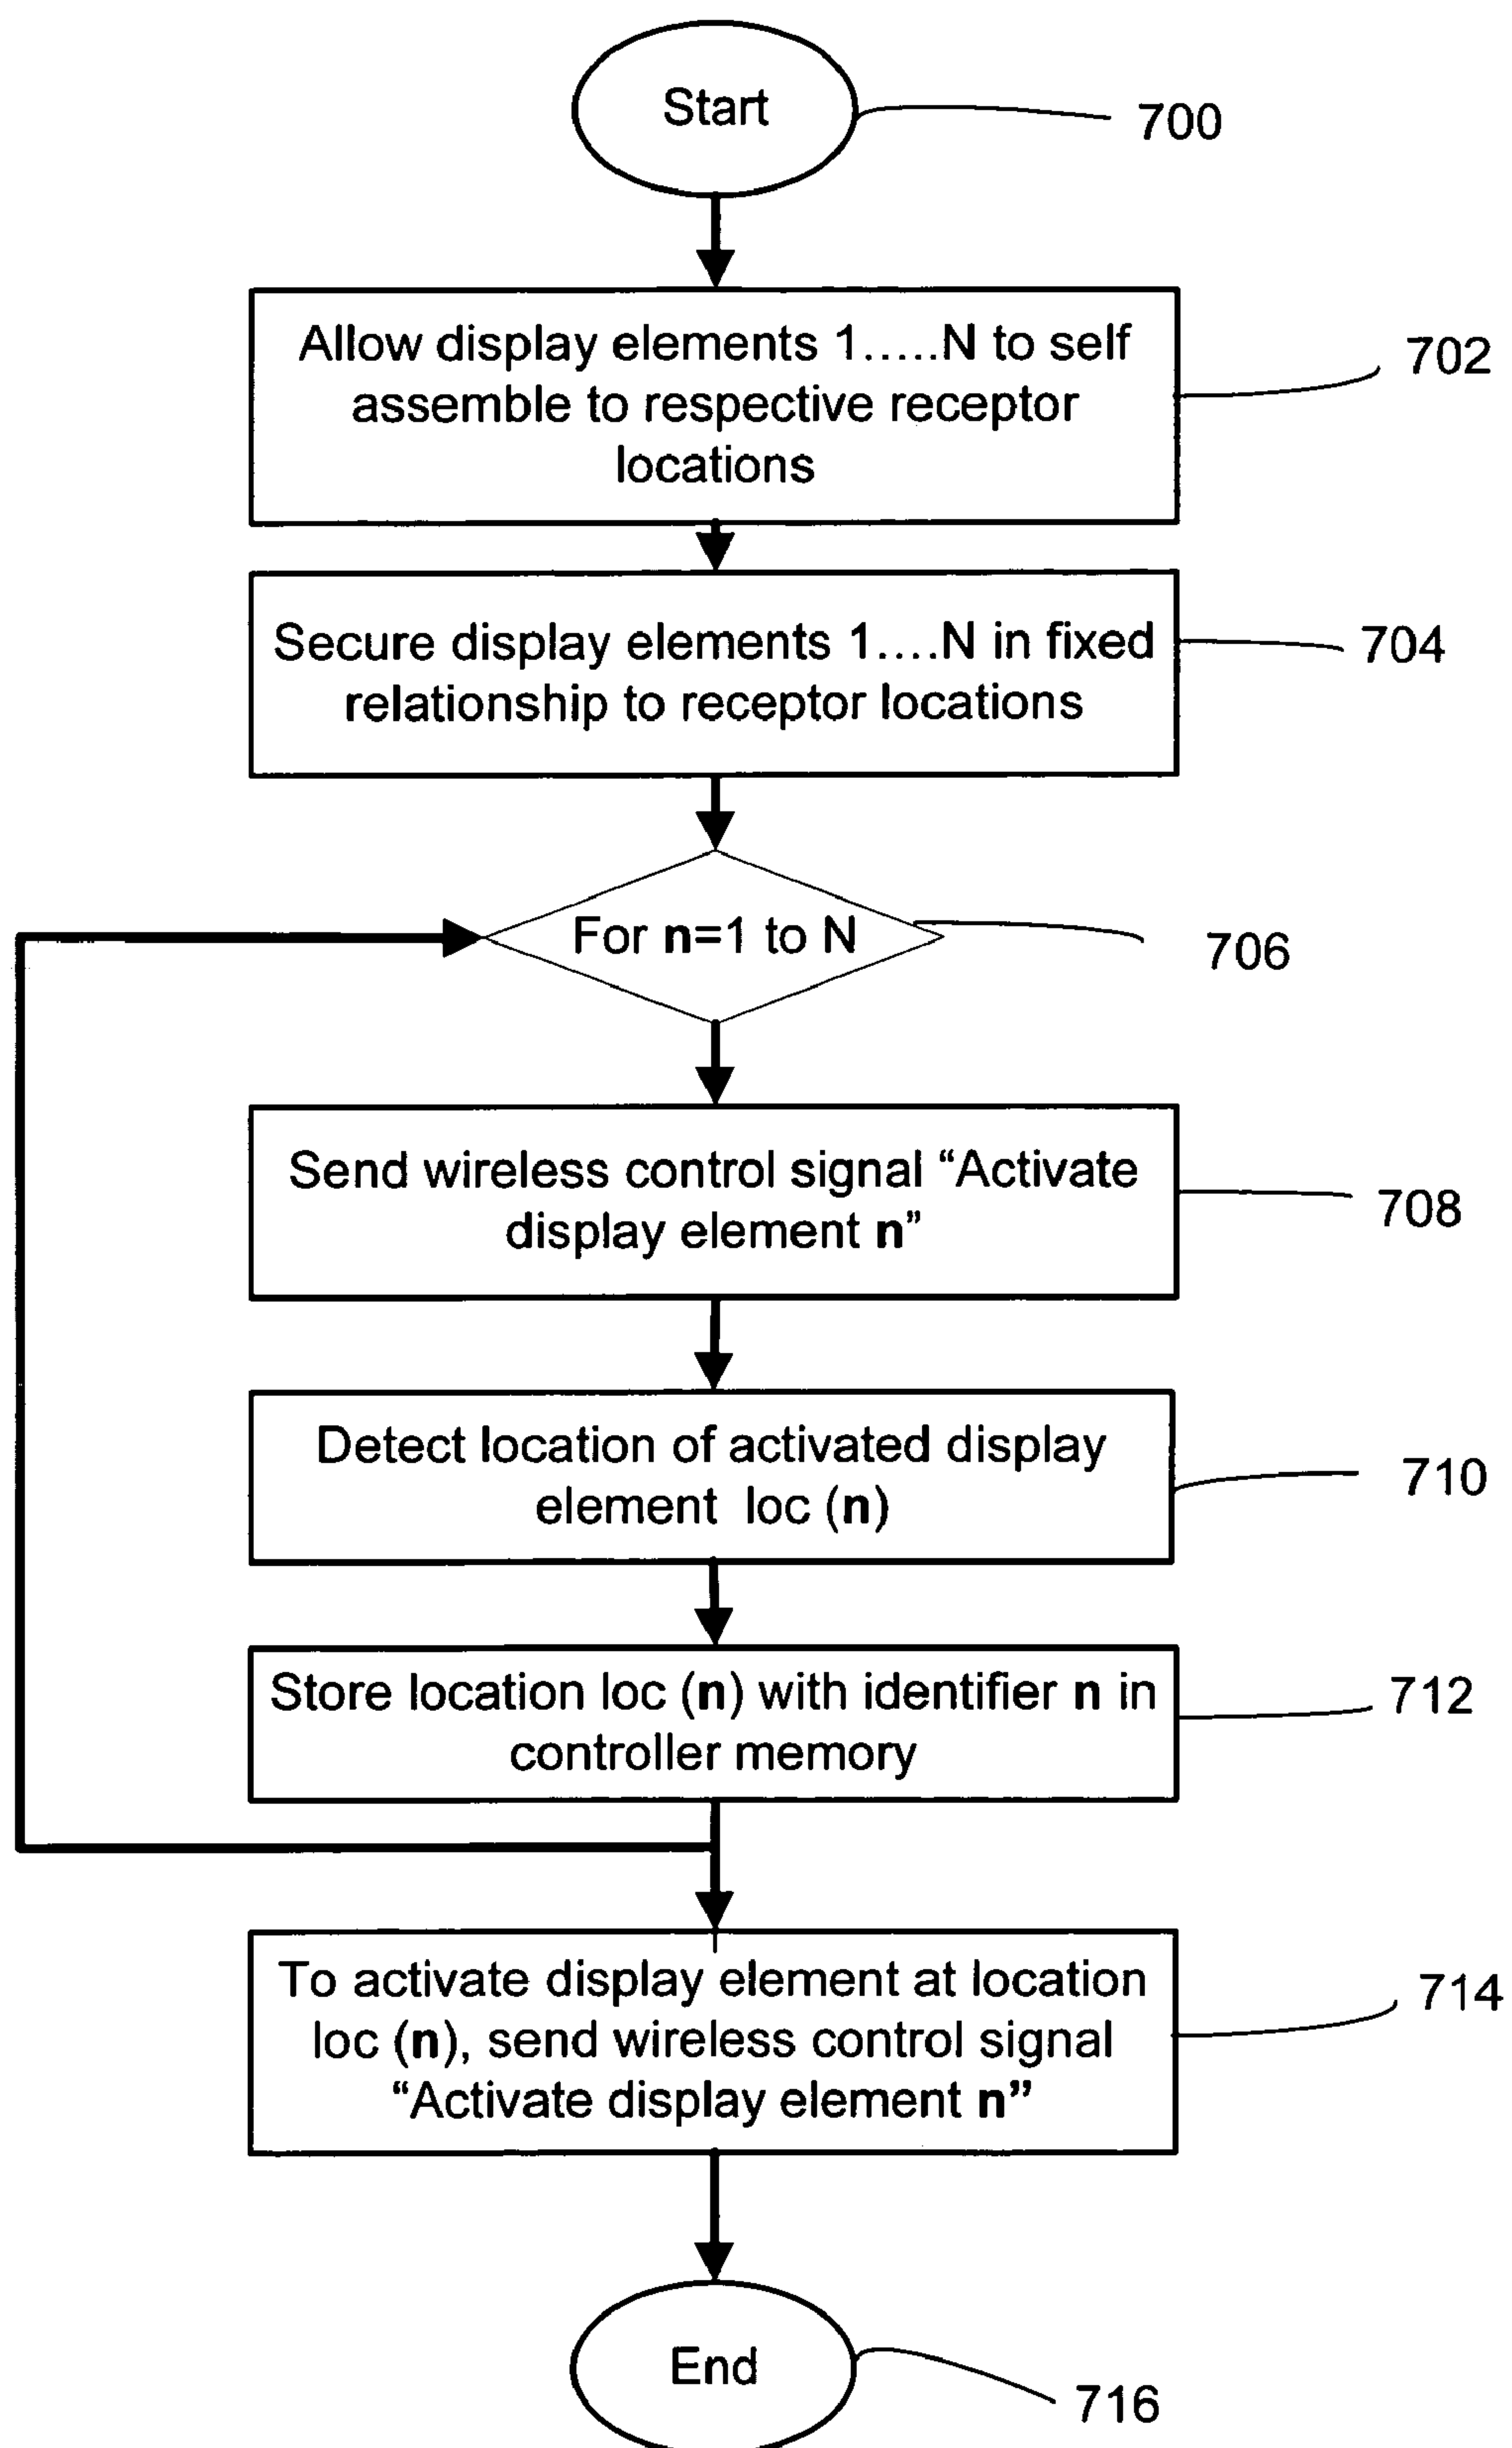 Start
700
Allow display elements 1.....N to self
assemble to respective receptor
locations
702
Secure display elements 1....N in fixed
relationship to receptor locations
704
For n=1 to N
706
Send wireless control signal “Activate
display element n”
708
Detect location of activated display
element loc (n)
710
Store location loc (n) with identifier n in
controller memory
712
To activate display element at location
loc (n), send wireless control signal
“Activate display element n”
714
End
716